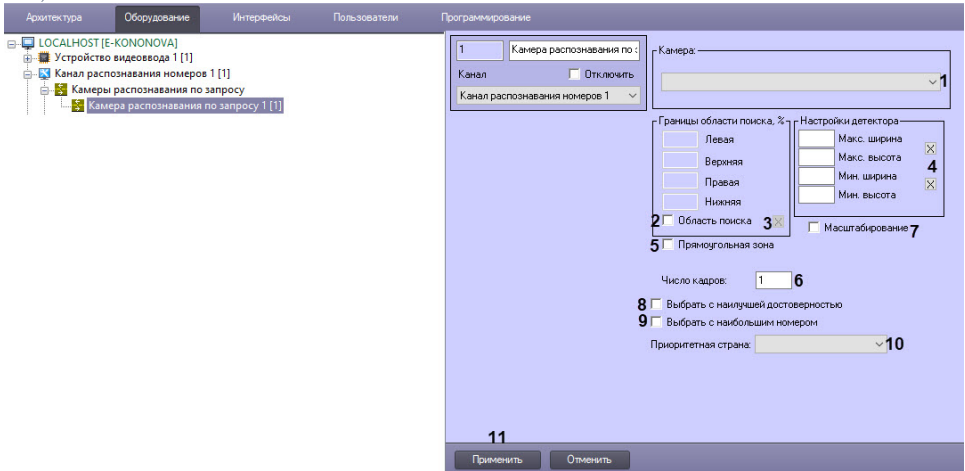 Архитектура Оборудование Интерфейсы Пользователи Программирование
LOCALHOST [E-KONONOVA]
Устройство видеоввода 1 [1]
Канал распознавания номеров 1 [1]
Камеры распознавания по запросу
Камера распознавания по запросу 1 [1]
1 Камера распознавания по з
Канал Отключить
Канал распознавания номеров 1
Камера:
1
Границы области поиска, %
Левая
Верхняя
Правая
Нижняя
2 Область поиска 3
Настройки детектора
Макс. ширина
Макс. высота
4
Мин. ширина
Мин. высота
Масштабирование 7
5 Прямоугольная зона
Число кадров: 1 6
8 Выбрать с наилучшей достоверностью
9 Выбрать с наибольшим номером
Приоритетная страна: 10
11
Применить Отменить